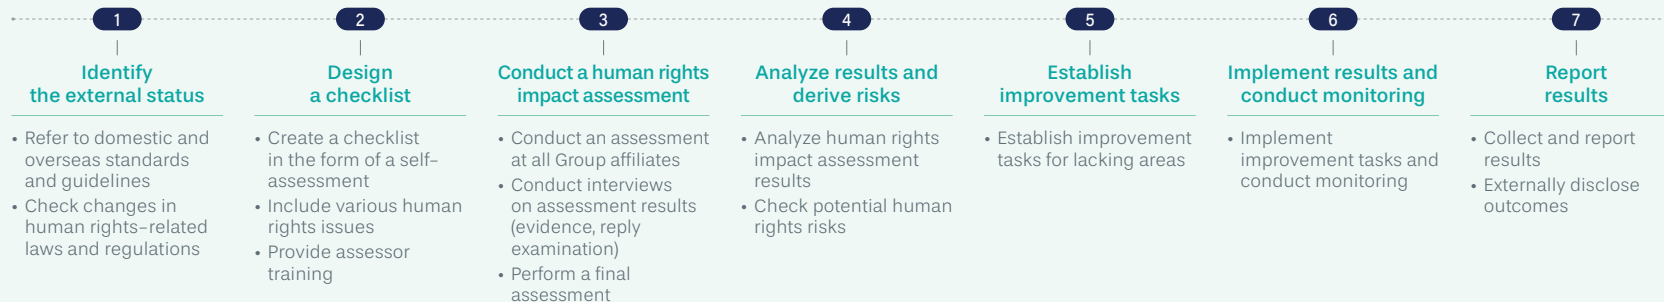 1
Identify
the external status
• Refer to domestic and
overseas standards
and guidelines
• Check changes in
human rights-related
laws and regulations
2
Design
a checklist
• Create a checklist
in the form of a self-
assessment
• Include various human
rights issues
• Provide assessor
training
3
Conduct a human rights
impact assessment
• Conduct an assessment
at all Group affiliates
• Conduct interviews
on assessment results
(evidence, reply
examination)
• Perform a final
assessment
4
Analyze results and
derive risks
• Analyze human rights
impact assessment
results
• Check potential human
rights risks
5
Establish
improvement tasks
• Establish improvement
tasks for lacking areas
6
Implement results and
conduct monitoring
• Implement
improvement tasks and
conduct monitoring
7
Report
results
• Collect and report
results
• Externally disclose
outcomes